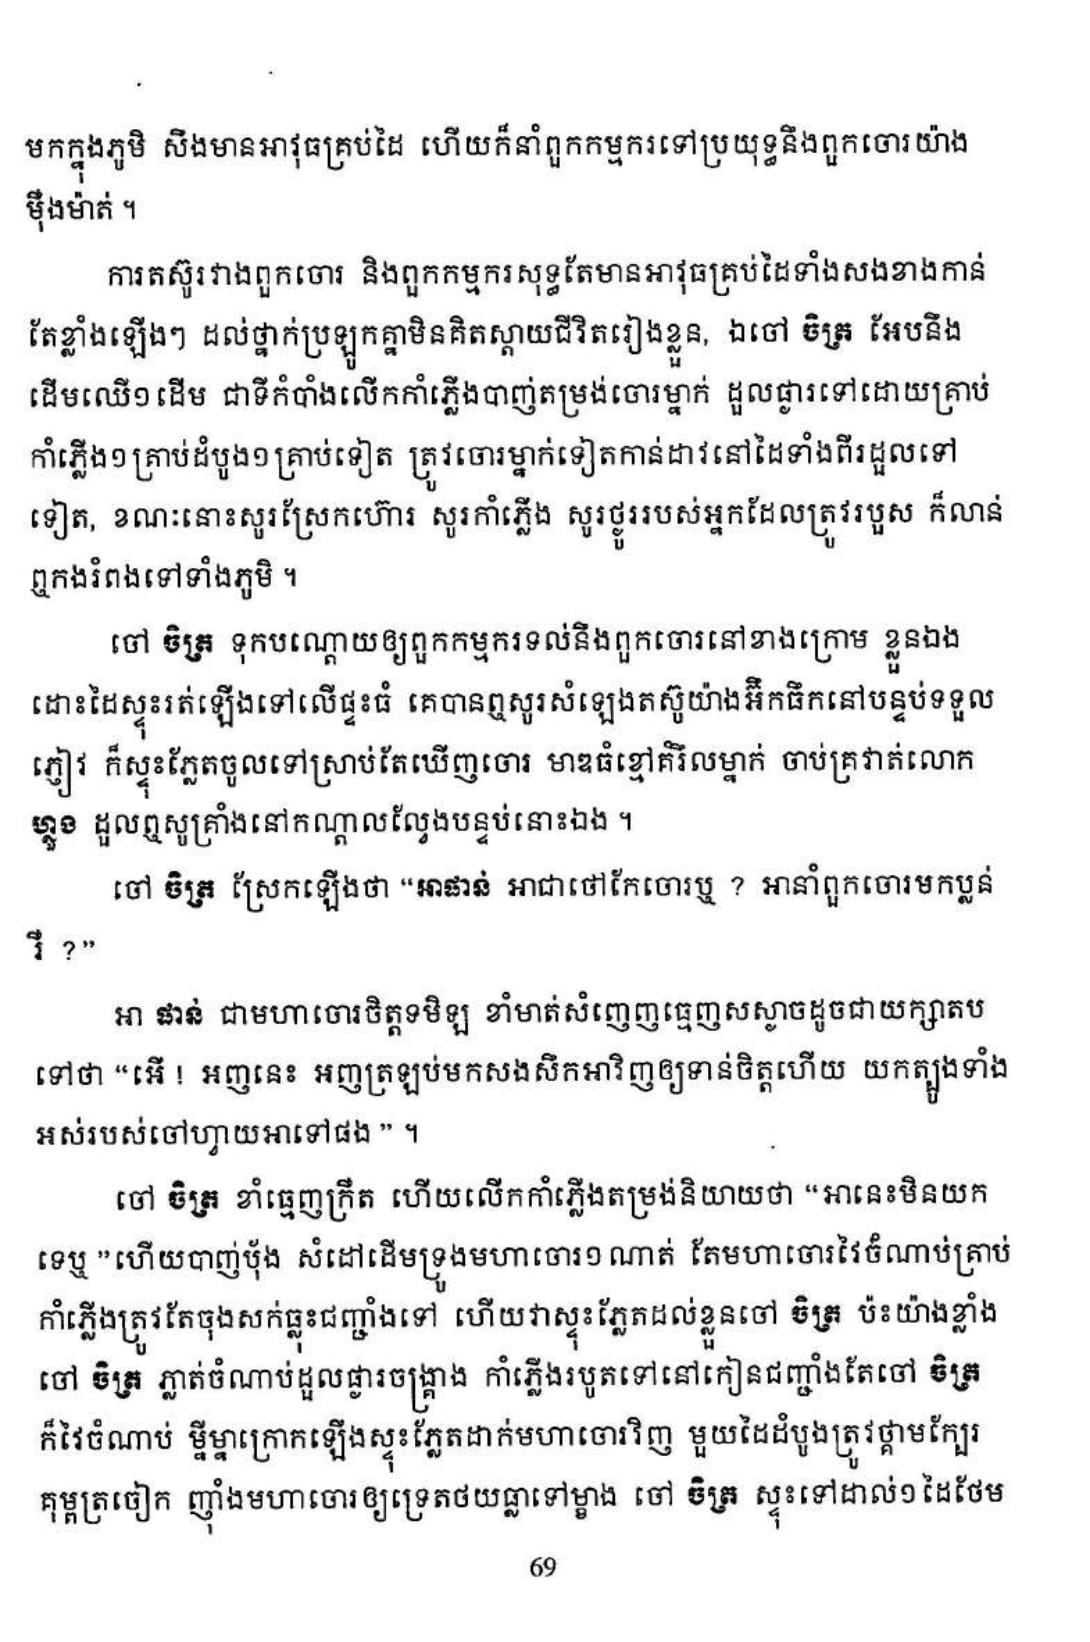 មកក្នុងភូមិ សឹងមានអាវុធគ្រប់ដៃ ហើយក៏នាំពួកកម្មករទៅប្រយុទ្ធនឹងពួកចោរយ៉ាង
ម៉ឺងម៉ាត់ ។
ការតស៊ូរវាងពួកចោរ និងពួកកម្មករសុទ្ធតែមានអាវុធគ្រប់ដៃទាំងសងខាងកាន់
តែខ្លាំងឡើងៗ ដល់ថ្នាក់ប្រឡូកគ្នាមិនគិតស្ដាយជីវិតរៀងខ្លួន, ឯចៅ ចិត្រ អែបនឹង
ដើមឈើ១ដើម ជាទីកំបាំងលើកកាំភ្លើងបាញ់តម្រង់ចោរម្នាក់ ដួលផ្ងារទៅដោយគ្រាប់
កាំភ្លើង១គ្រាប់ដំបូង១គ្រាប់ទៀត ត្រូវចោរម្នាក់ទៀតកាន់ដាវនៅដៃទាំងពីរដួលទៅ
ទៀត, ខណៈនោះសូរស្រែកហ៊ោរ សូរកាំភ្លើង សូរថ្ងូររបស់អ្នកដែលត្រូវរបួស ក៏លាន់
ឮកងរំពងទៅទាំងភូមិ ។
ចៅ ចិត្រ ទុកបណ្ដោយឲ្យពួកកម្មករទល់នឹងពួកចោរនៅខាងក្រោម ខ្លួនឯង
ដោះដៃស្ទុះរត់ឡើងទៅលើផ្ទះធំ គេបានឮសូរសំឡេងតស៊ូយ៉ាងអ៊ឹកធឹកនៅបន្ទប់ទទួល
ភ្ញៀវ ក៏ស្ទុះភ្លែតចូលទៅស្រាប់តែឃើញចោរ មាឌធំខ្មៅគំរឹលម្នាក់ ចាប់គ្រវាត់លោក
ហ្លួង ដួលឮសូគ្រាំងនៅកណ្ដាលល្វែងបន្ទប់នោះឯង ។
ចៅ ចិត្រ ស្រែកឡើងថា “អាផាន់ អាជាថៅកែចោរឬ ? អានាំពួកចោរមកប្លន់
រឺ ?”
អា ផាន់ ជាមហាចោរចិត្តទមិឡ ខាំមាត់សំញេញធ្មេញសស្ងាចដូចជាយក្សាតប
ទៅថា “អើ ! អញនេះ អញត្រឡប់មកសងសឹកអាវិញឲ្យទាន់ចិត្តហើយ យកត្បូងទាំង
អស់របស់ចៅហ្វាយអាទៅផង” ។
ចៅ ចិត្រ ខាំធ្មេញក្រឹត ហើយលើកកាំភ្លើងតម្រង់និយាយថា “អានេះមិនយក
ទេឬ ”ហើយបាញ់ប៉ុ័ង សំដៅដើមទ្រូងមហាចោរ១ណាត់ តែមហាចោរវៃចំណាប់គ្រាប់
កាំភ្លើងត្រូវតែចុងសក់ធ្លុះជញ្ជាំងទៅ ហើយវាស្ទុះភ្លែតដល់ខ្លួនចៅ ចិត្រ ប៉ះយ៉ាងខ្លាំង
ចៅ ចិត្រ ភ្លាត់ចំណាប់ដួលផ្ងារចង្គ្រាង កាំភ្លើងរបូតទៅនៅកៀនជញ្ជាំងតែចៅ ចិត្រ
ក៏វៃចំណាប់ ម្នីម្នាក្រោកឡើងស្ទុះភ្លែតដាក់មហាចោរវិញ មួយដៃដំបូងត្រូវថ្គាមក្បែរ
គុម្ពត្រចៀក ញ៉ាំងមហាចោរឲ្យទ្រេតថយធ្លាទៅម្ខាង ចៅ ចិត្រ ស្ទុះទៅដាល់១ដៃថែម
69